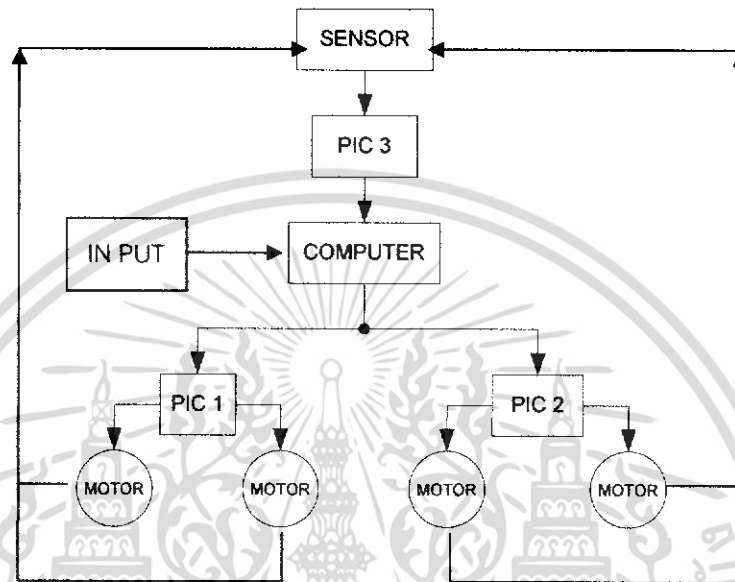 SENSOR
PIC 3
IN PUT
COMPUTER
PIC 1
PIC 2
MOTOR
MOTOR
MOTOR
MOTOR